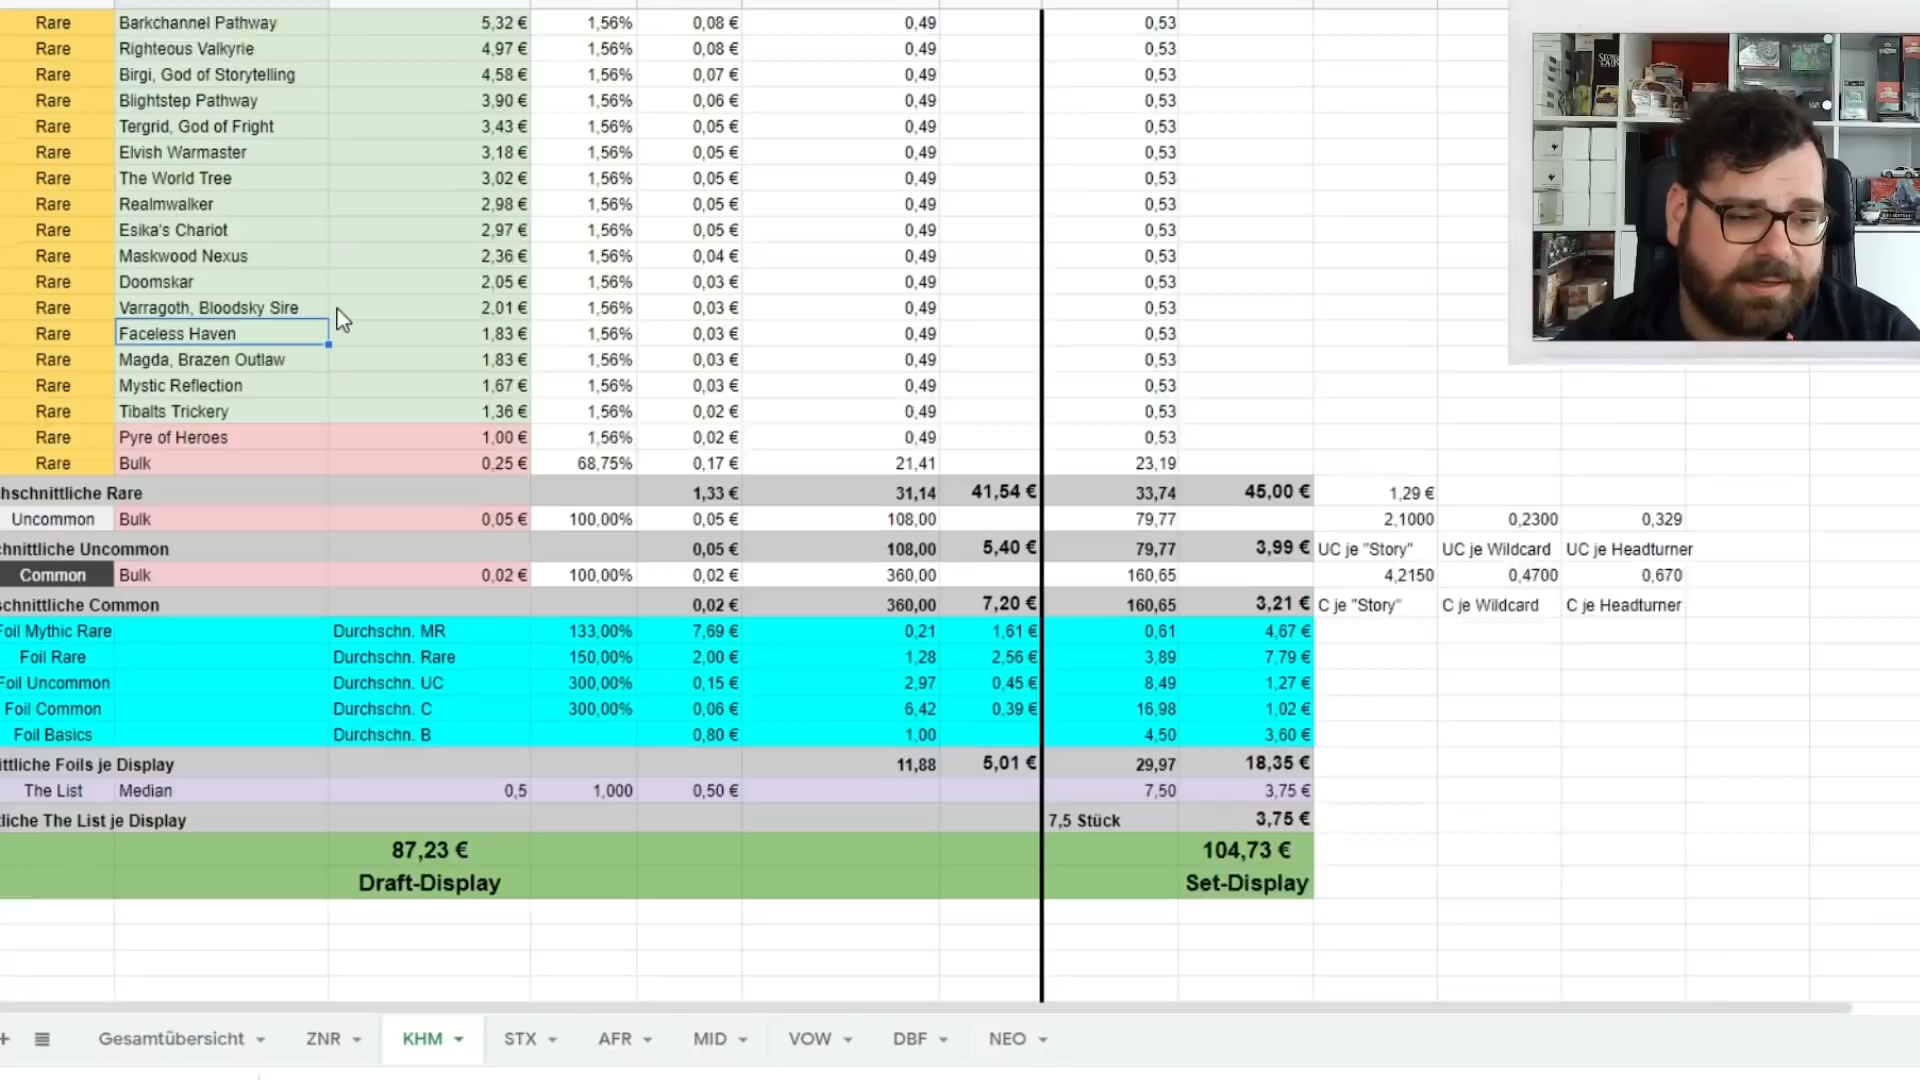 Rare Barkchannel Pathway 5,32 € 1,56% 0,08 € 0,49 0,53
Rare Righteous Valkyrie 4,97 € 1,56% 0,08 € 0,49 0,53
Rare Birgi, God of Storytelling 4,58 € 1,56% 0,07 € 0,49 0,53
Rare Blightstep Pathway 3,90 € 1,56% 0,06 € 0,49 0,53
Rare Tergrid, God of Fright 3,43 € 1,56% 0,05 € 0,49 0,53
Rare Elvish Warmaster 3,18 € 1,56% 0,05 € 0,49 0,53
Rare The World Tree 3,02 € 1,56% 0,05 € 0,49 0,53
Rare Realmwalker 2,98 € 1,56% 0,05 € 0,49 0,53
Rare Esika's Chariot 2,97 € 1,56% 0,05 € 0,49 0,53
Rare Maskwood Nexus 2,36 € 1,56% 0,04 € 0,49 0,53
Rare Doomskar 2,05 € 1,56% 0,03 € 0,49 0,53
Rare Varragoth, Bloodsky Sire 2,01 € 1,56% 0,03 € 0,49 0,53
Rare Faceless Haven 1,83 € 1,56% 0,03 € 0,49 0,53
Rare Magda, Brazen Outlaw 1,83 € 1,56% 0,03 € 0,49 0,53
Rare Mystic Reflection 1,67 € 1,56% 0,03 € 0,49 0,53
Rare Tibalts Trickery 1,36 € 1,56% 0,02 € 0,49 0,53
Rare Pyre of Heroes 1,00 € 1,56% 0,02 € 0,49 0,53
Rare Bulk 0,25 € 68,75% 0,17 € 21,41 23,19
hschnittliche Rare 1,33 € 31,14 41,54 € 33,74 45,00 € 1,29 €
Uncommon Bulk 0,05 € 100,00% 0,05 € 108,00 79,77 2,1000 0,2300 0,329
chnittliche Uncommon 0,05 € 108,00 5,40 € 79,77 3,99 € UC je "Story" UC je Wildcard UC je Headturner
Common Bulk 0,02 € 100,00% 0,02 € 360,00 160,65 4,2150 0,4700 0,670
schnittliche Common 0,02 € 360,00 7,20 € 160,65 3,21 € C je "Story" C je Wildcard C je Headturner
Foil Mythic Rare Durchschn. MR 133,00% 7,69 € 0,21 1,61 € 0,61 4,67 €
Foil Rare Durchschn. Rare 150,00% 2,00 € 1,28 2,56 € 3,89 7,79 €
Foil Uncommon Durchschn. UC 300,00% 0,15 € 2,97 0,45 € 8,49 1,27 €
Foil Common Durchschn. C 300,00% 0,06 € 6,42 0,39 € 16,98 1,02 €
Foil Basics Durchschn. B 0,80 € 1,00 4,50 3,60 €
ittliche Foils je Display 11,88 5,01 € 29,97 18,35 €
The List Median 0,5 1,000 0,50 € 7,50 3,75 €
tliche The List je Display 7,5 Stück 3,75 €
87,23 € 104,73 €
Draft-Display Set-Display
Gesamtübersicht ZNR KHM STX AFR MID VOW DBF NEO